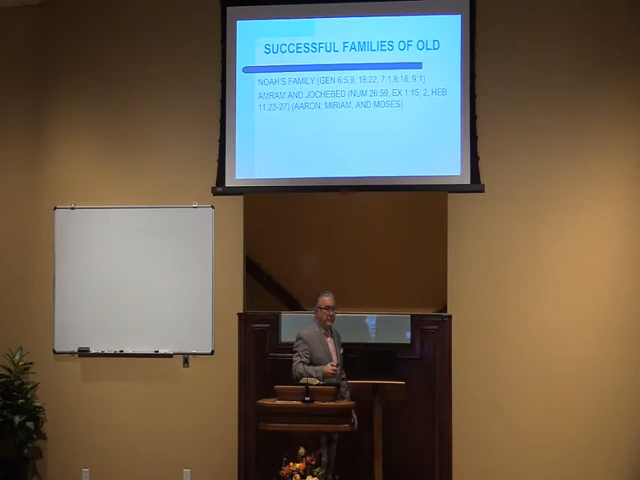 SUCCESSFUL FAMILIES OF OLD
NOAH'S FAMILY (GEN 6:5,9, 18,22, 7:1,8:18, 9:1)
AMRAM AND JOCHEBED (NUM 26:59, EX 1:15, 2, HEB
11:23-27) (AARON, MIRIAM, AND MOSES)